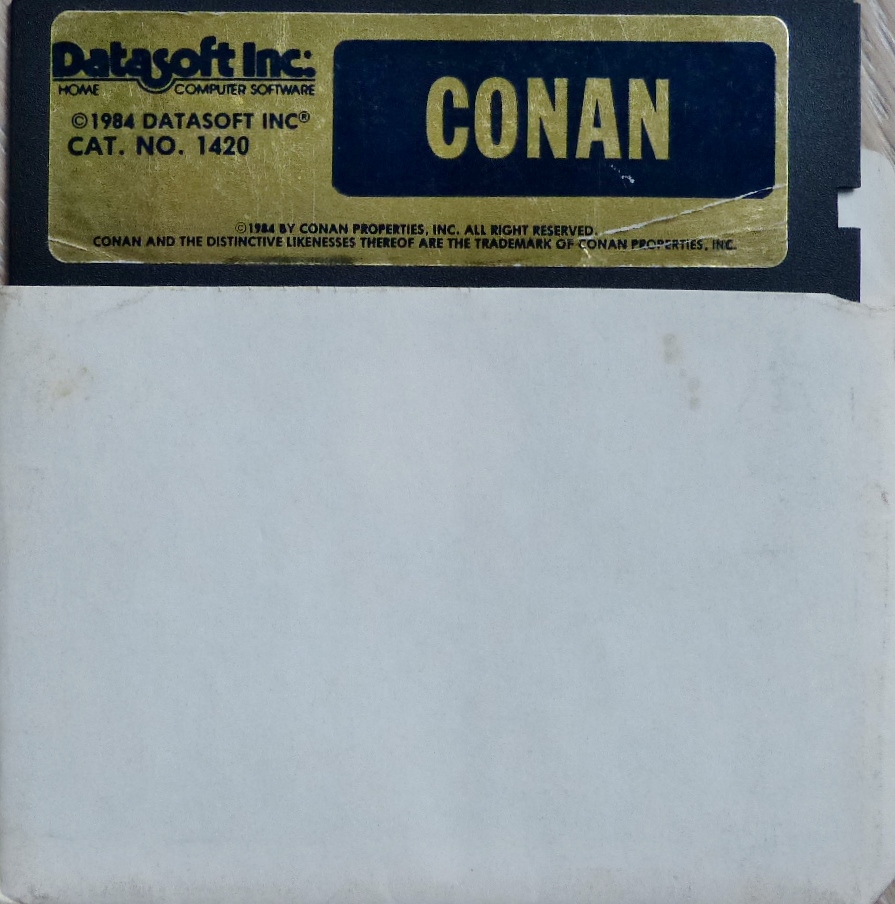 Datasoft Inc.
HOME COMPUTER SOFTWARE
©1984 DATASOFT INC®
CAT. NO. 1420
CONAN
©1984 BY CONAN PROPERTIES, INC. ALL RIGHT RESERVED.
CONAN AND THE DISTINCTIVE LIKENESSES THEREOF ARE THE TRADEMARK OF CONAN PROPERTIES, INC.